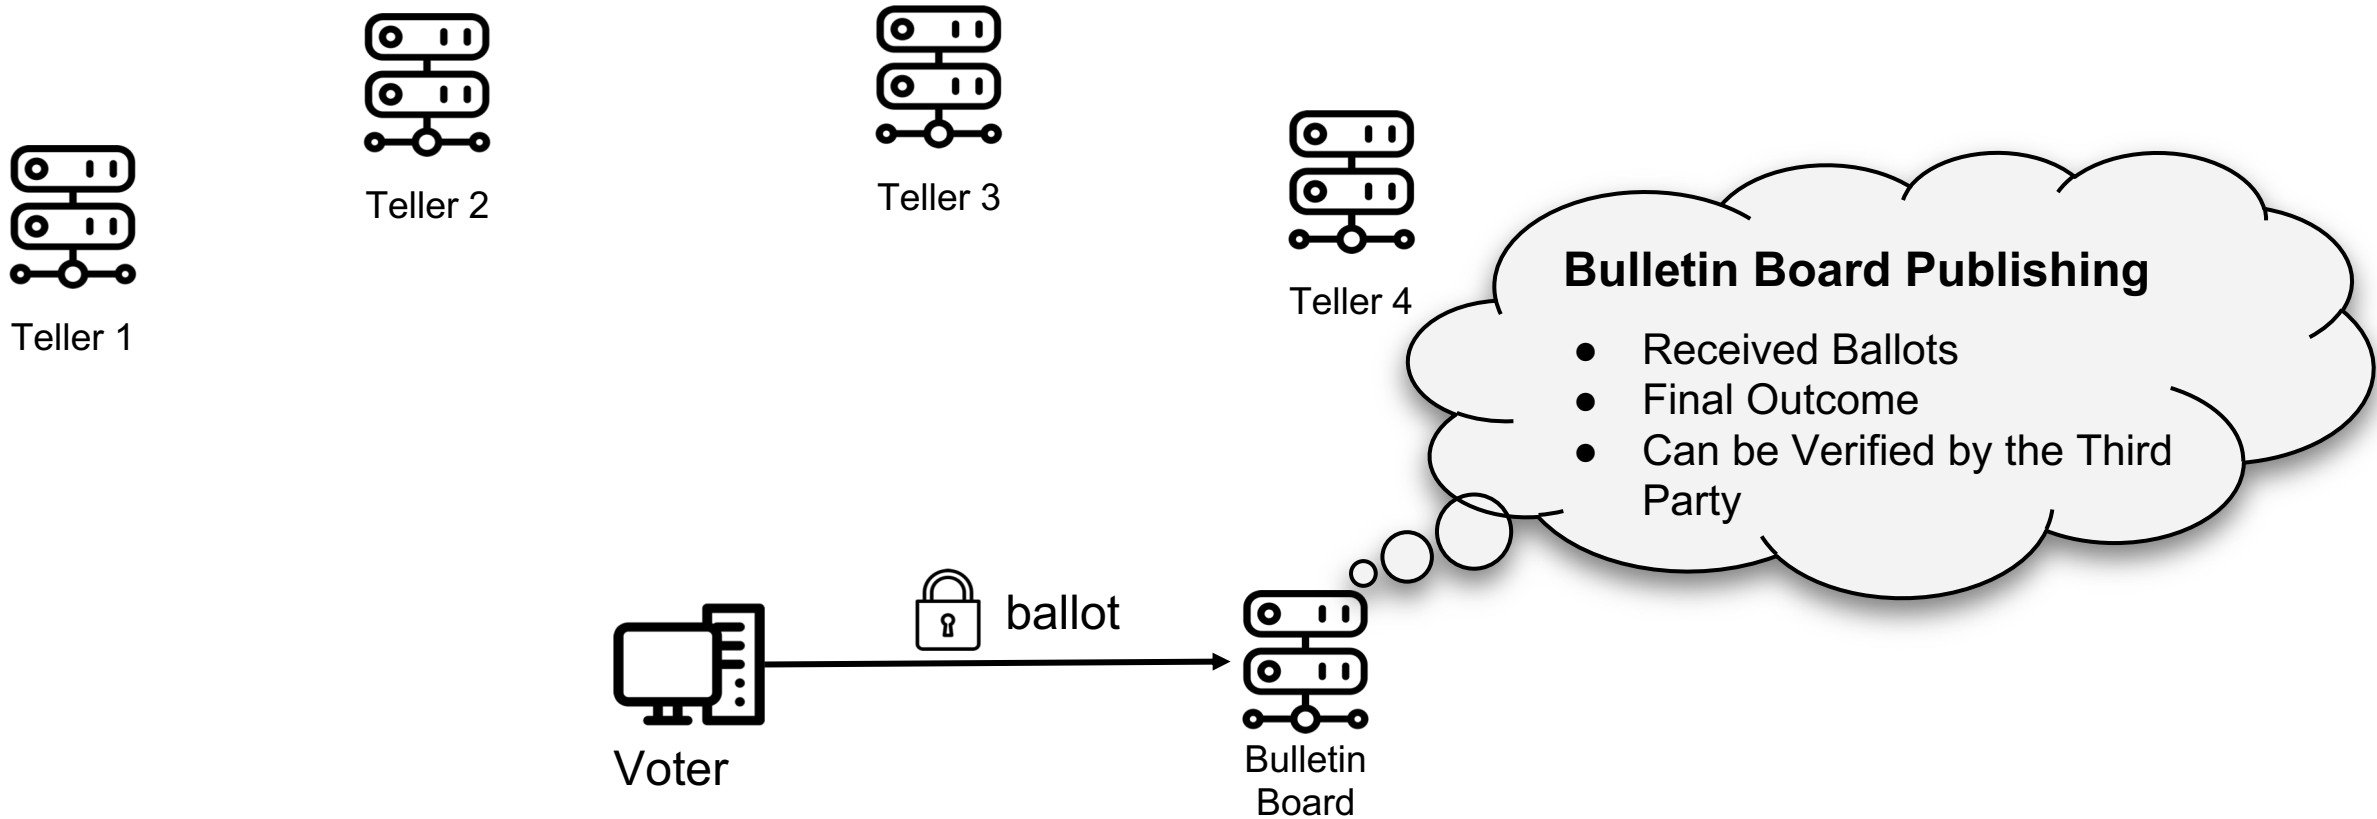 Teller 1
Teller 2
Teller 3
Teller 4
Bulletin Board Publishing
● Received Ballots
● Final Outcome
● Can be Verified by the Third
Party
ballot
Voter
Bulletin
Board